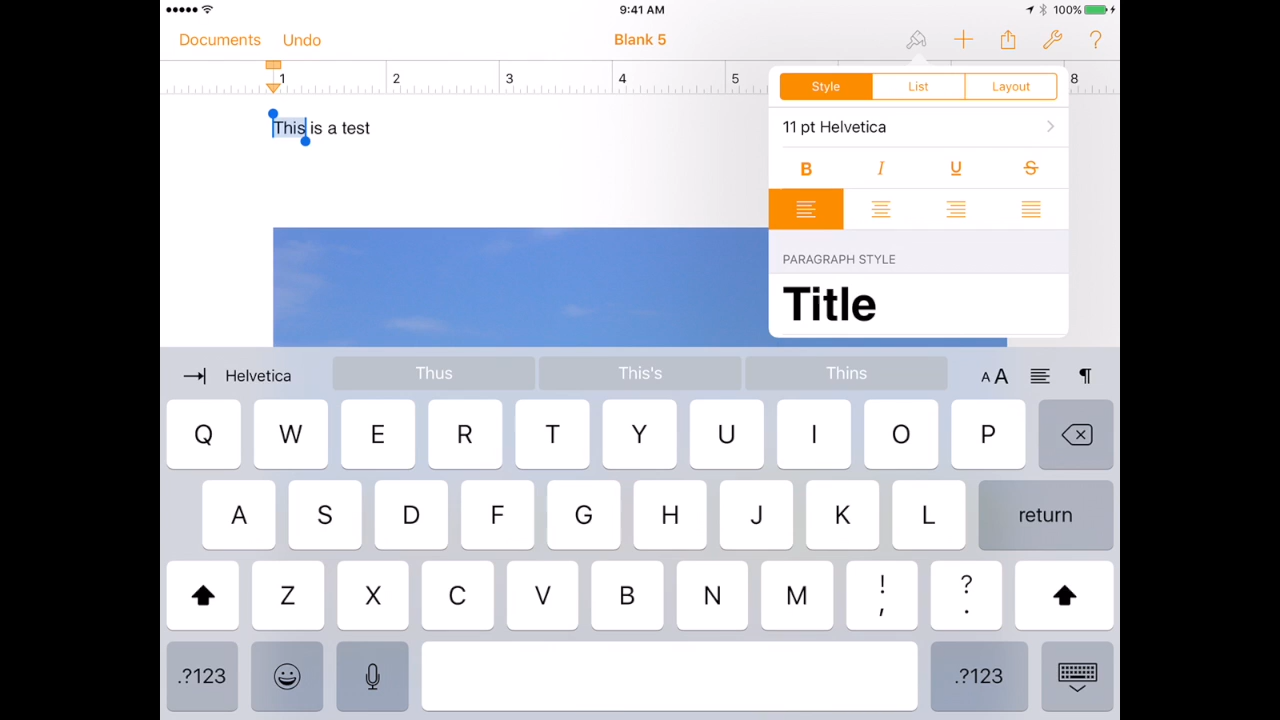 9:41 AM
100%
Documents Undo Blank 5 ?
1 2 3 4 5 8
Style List Layout
This is a test
11 pt Helvetica
B I U S
PARAGRAPH STYLE
Title
Helvetica Thus This's Thins AA ¶
Q W E R T Y U I O P
A S D F G H J K L return
Z X C V B N M ! , ? .
.?123 .?123